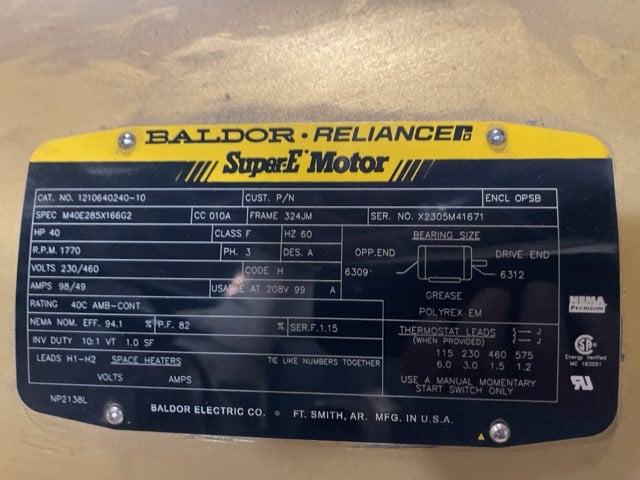 BALDOR · RELIANCE
Super-E Motor
CAT. NO. 1210640240-10 CUST. P/N ENCL OPSB
SPEC M40E285X166G2 CC 010A FRAME 324JM SER. NO. X2305M41671
HP 40 CLASS F HZ 60 BEARING SIZE
R.P.M. 1770 PH. 3 DES. A OPP.END DRIVE END
VOLTS 230/460 CODE H 6309 6312
AMPS 98/49 USABLE AT 208V 99 A GREASE
RATING 40C AMB-CONT POLYREX EM
NEMA NOM. EFF. 94.1 % P.F. 82 % SER.F. 1.15
INV DUTY 10:1 VT 1.0 SF
THERMOSTAT LEADS J
(WHEN PROVIDED) J
115 230 460 575
6.0 3.0 1.5 1.2
USE A MANUAL MOMENTARY
START SWITCH ONLY
LEADS H1-H2 SPACE HEATERS TIE LIKE NUMBERS TOGETHER
VOLTS AMPS
NEMA
Premium
Energy Verified
MC 183051
NP2138L
BALDOR ELECTRIC CO. FT. SMITH, AR. MFG. IN U.S.A.